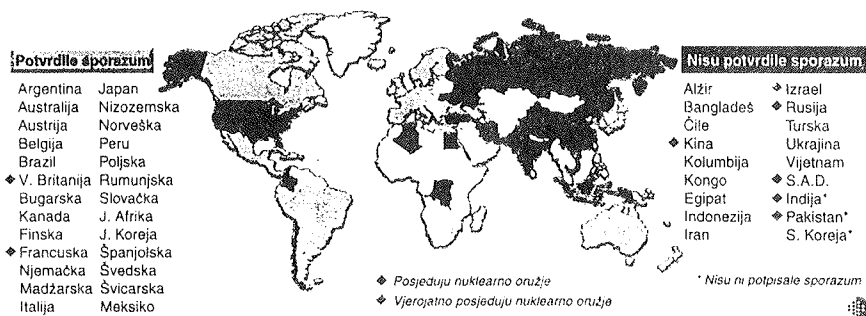 Potvrdile sporazum
Argentina
Australija
Austrija
Belgija
Brazil
V. Britanija
Bugarska
Kanada
Finska
Francuska
Njemačka
Madžarska
Italija
Japan
Nizozemska
Norveška
Peru
Poljska
Rumunjska
Slovačka
J. Afrika
J. Koreja
Španjolska
Švedska
Švicarska
Meksiko
Posjeduju nuklearno oružje
Vjerojatno posjeduju nuklearno oružje
Nisu potvrdile sporazum
Alžir
Bangladeš
Čile
Kina
Kolumbija
Kongo
Egipat
Indonezija
Iran
Izrael
Rusija
Turska
Ukrajina
Vijetnam
S.A.D.
Indija*
Pakistan*
S. Koreja*
* Nisu ni potpisale sporazum